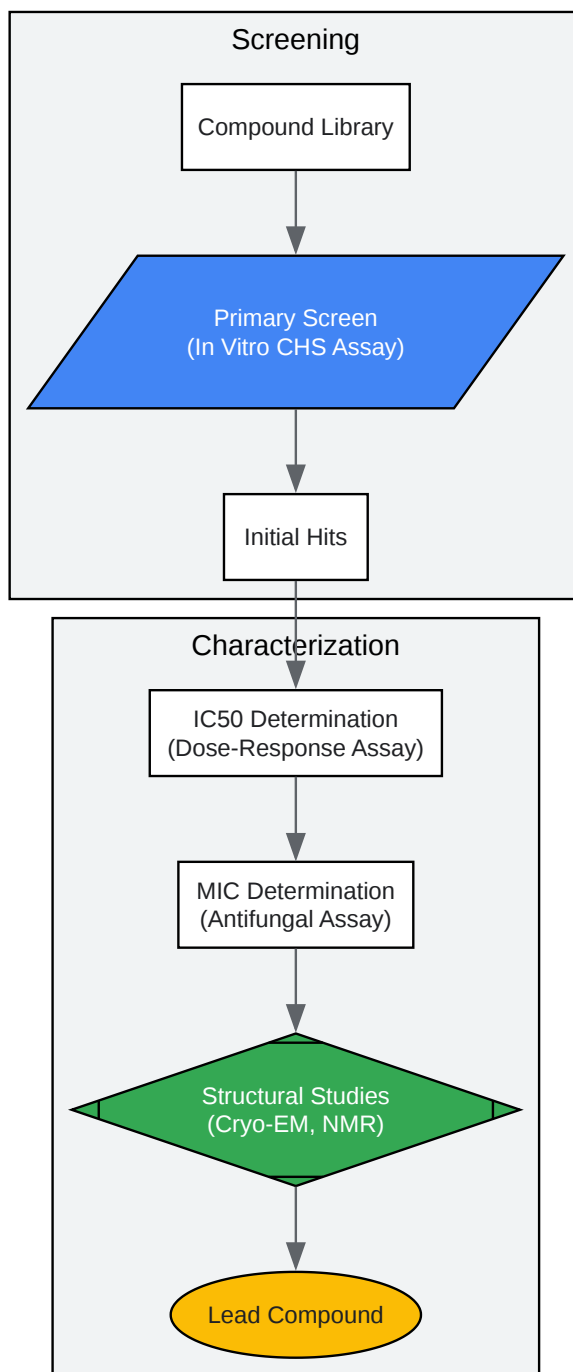 Screening
Compound Library
Primary Screen
(In Vitro CHS Assay)
Initial Hits
Characterization
IC50 Determination
(Dose-Response Assay)
MIC Determination
(Antifungal Assay)
Structural Studies
(Cryo-EM, NMR)
Lead Compound